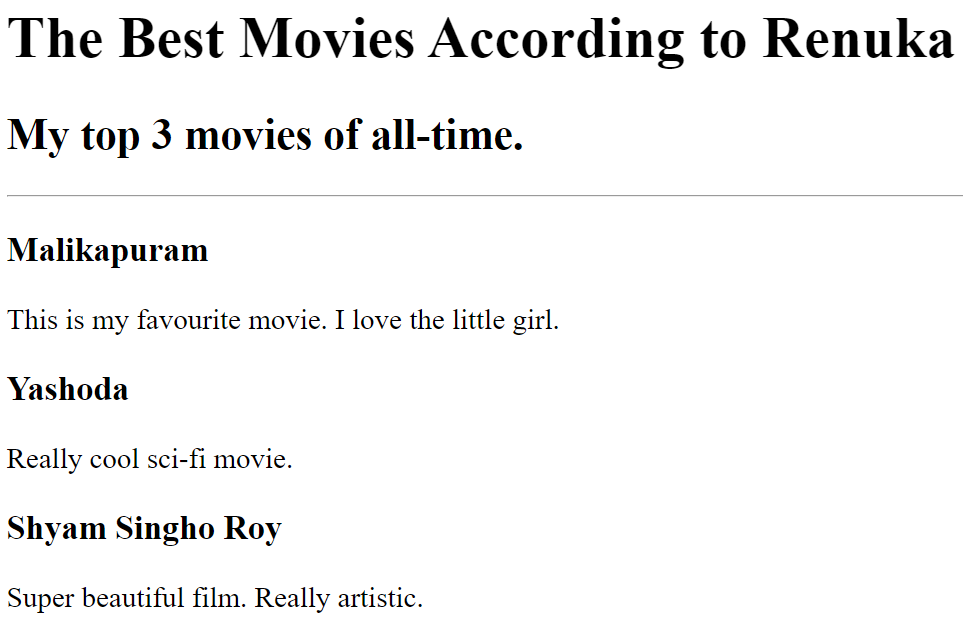 The Best Movies According to Renuka
My top 3 movies of all-time.
Malikapuram
This is my favourite movie. I love the little girl.
Yashoda
Really cool sci-fi movie.
Shyam Singho Roy
Super beautiful film. Really artistic.